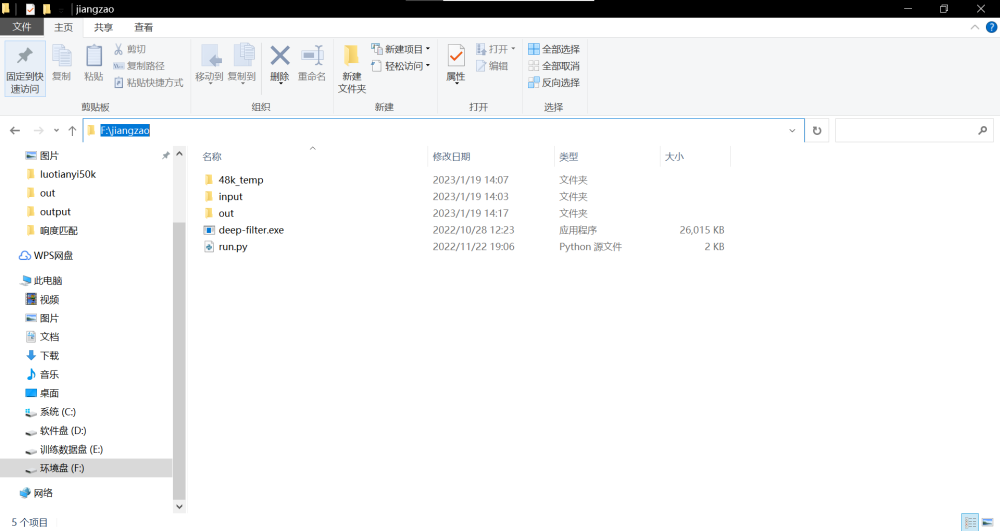 jiangzao
文件 主页 共享 查看
固定到快速访问
复制
粘贴
剪切
复制路径
粘贴快捷方式
剪贴板
移动到
复制到
删除
重命名
组织
新建文件夹
新建项目
轻松访问
新建
属性
打开
编辑
打开
全部选择
全部取消
反向选择
选择
F:\jiangzao
图片
luotianyi50k
out
output
响度匹配
WPS网盘
此电脑
视频
图片
文档
下载
音乐
桌面
系统 (C:)
软件盘 (D:)
训练数据盘 (E:)
环境盘 (F:)
网络
名称 修改日期 类型 大小
48k_temp 2023/1/19 14:07 文件夹
input 2023/1/19 14:03 文件夹
out 2023/1/19 14:17 文件夹
deep-filter.exe 2022/10/28 12:23 应用程序 26,015 KB
run.py 2022/11/22 19:06 Python 源文件 2 KB
5 个项目